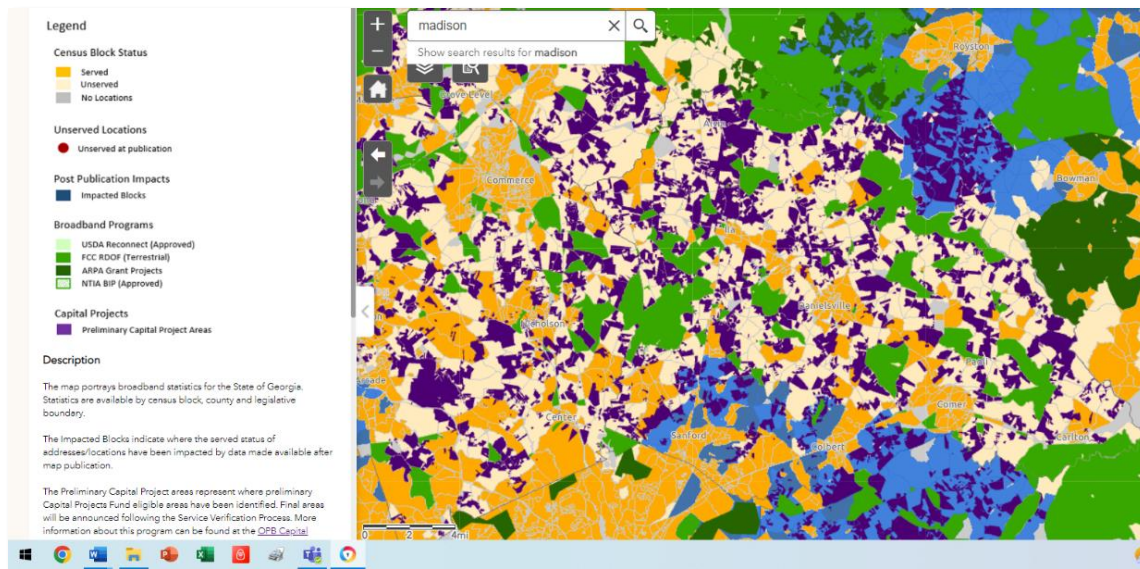 Legend
Census Block Status
Served
Unserved
No Locations
Unserved Locations
Unserved at publication
Post Publication Impacts
Impacted Blocks
Broadband Programs
USDA Reconnect (Approved)
FCC RDOF (Terrestrial)
ARPA Grant Projects
NTIA BIP (Approved)
Capital Projects
Preliminary Capital Project Areas
Description
The map portrays broadband statistics for the State of Georgia.
Statistics are available by census block, county and legislative
boundary.
The Impacted Blocks indicate where the served status of
addresses/locations have been impacted by data made available after
map publication.
The Preliminary Capital Project areas represent where preliminary
Capital Projects Fund eligible areas have been identified. Final areas
will be announced following the Service Verification Process. More
information about this program can be found at the OPB Capital
madison
Show search results for madison
Royston
Grove Level
Commerce
Bowman
Ila
Danielsville
Nicholson
Center
Sanford
Colbert
Comer
Carlton
0 2 4mi